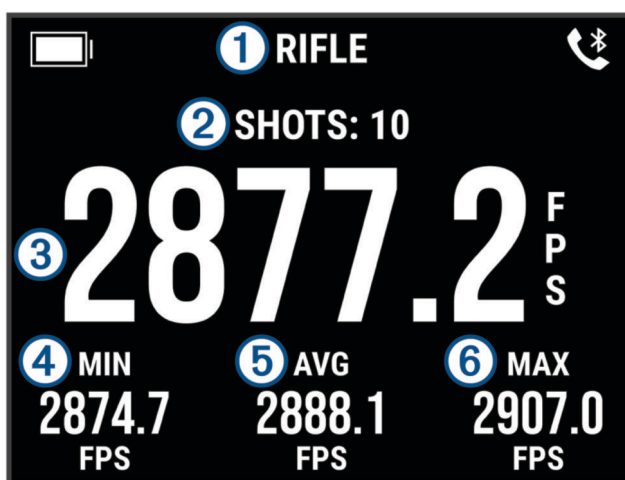 1 RIFLE
2 SHOTS: 10
3 2877.2 FPS
4 MIN 5 AVG 6 MAX
2874.7 2888.1 2907.0
FPS FPS FPS